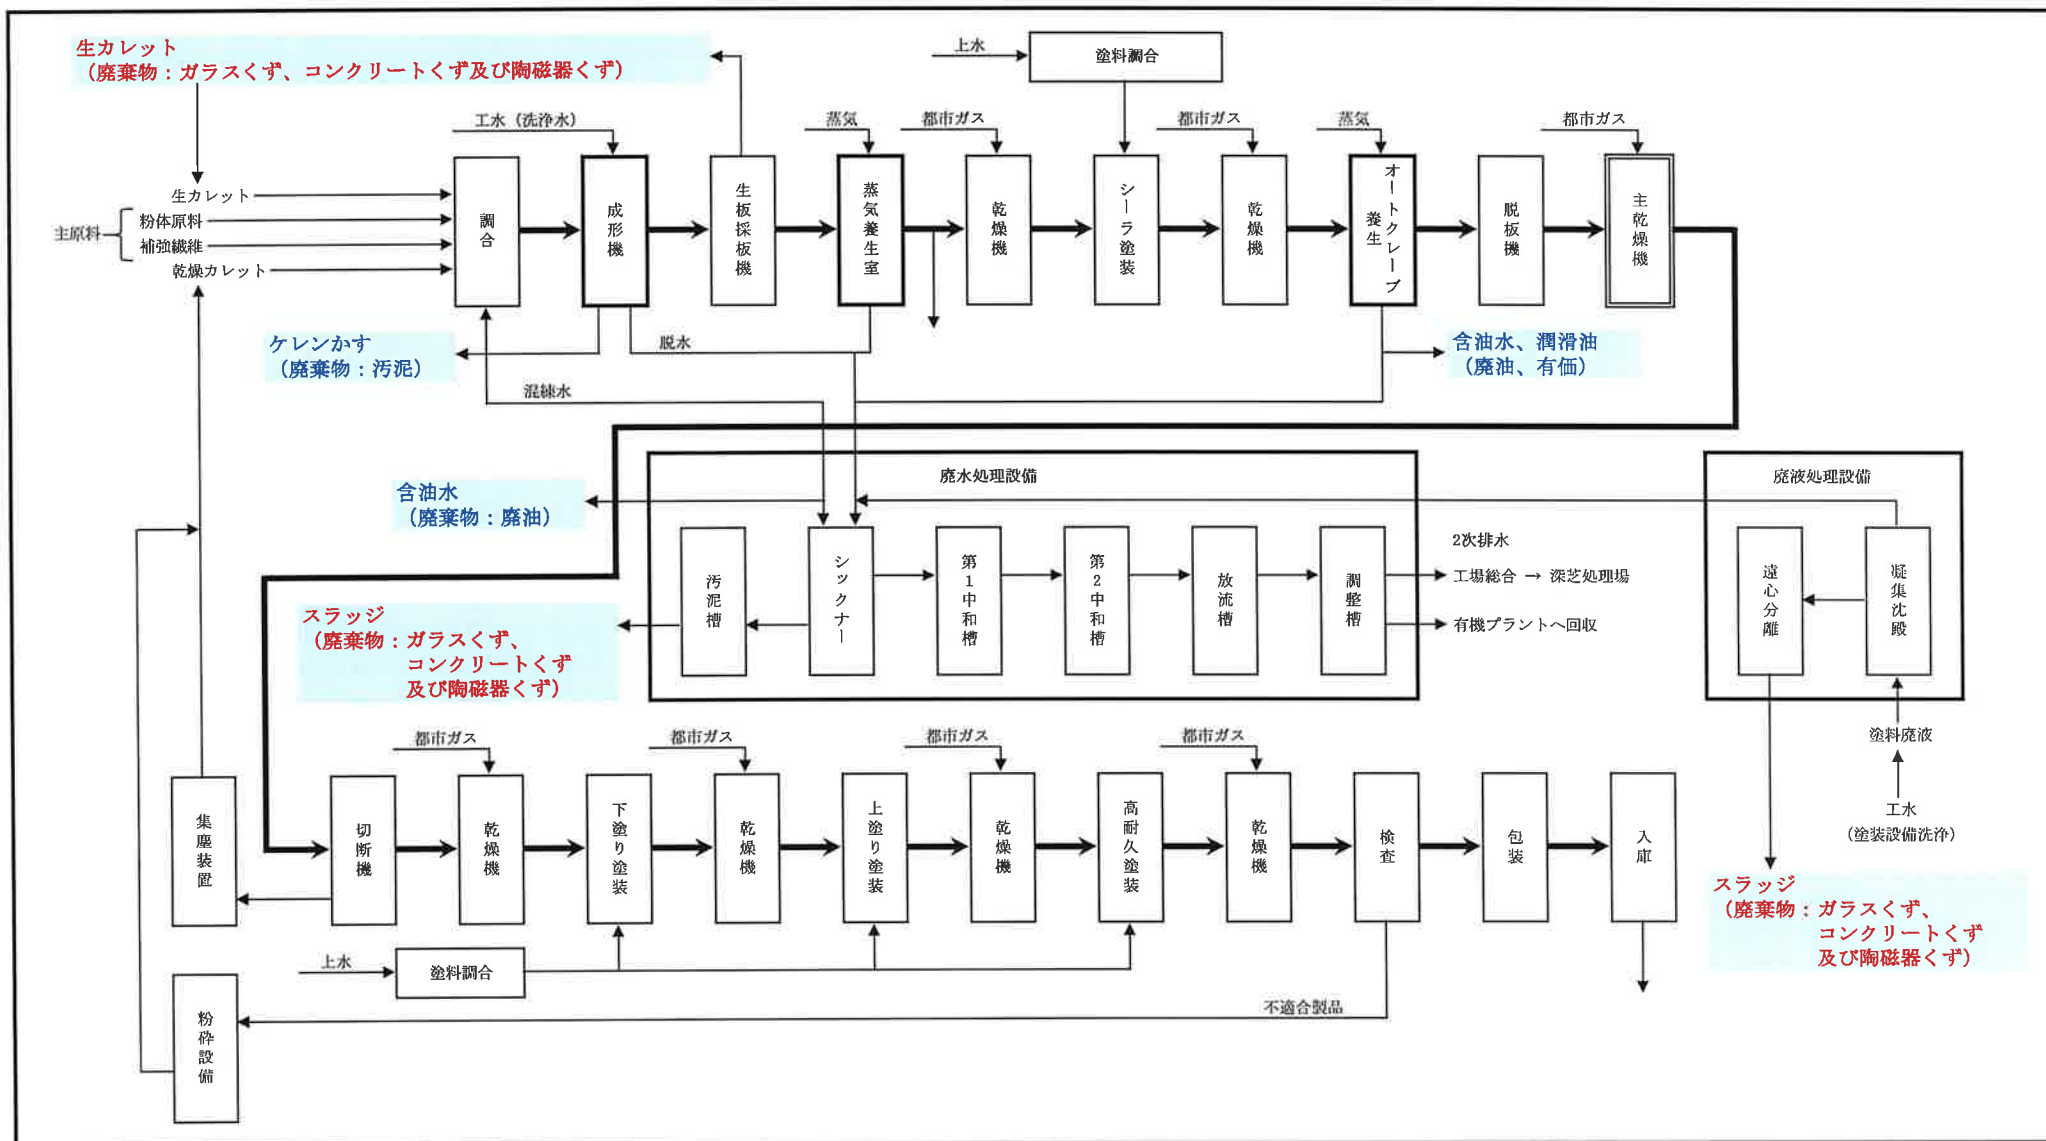 生カレット
（廃棄物：ガラスくず、コンクリートくず及び陶磁器くず）
上水
塗料調合
工水（洗浄水）
蒸気
都市ガス
都市ガス
蒸気
都市ガス
主原料
生カレット
粉体原料
補強繊維
乾燥カレット
調合
成形機
生板採板機
蒸気養生室
乾燥機
シーラ塗装
乾燥機
オートクレーブ
養生
脱板機
主乾燥機
ケレンかす
（廃棄物：汚泥）
脱水
混練水
含油水、潤滑油
（廃油、有価）
含油水
（廃棄物：廃油）
廃水処理設備
汚泥槽
シックナー
第1中和槽
第2中和槽
放流槽
調整槽
2次排水
工場総合 → 深芝処理場
有機プラントへ回収
廃液処理設備
遠心分離
凝集沈殿
塗料廃液
工水
（塗装設備洗浄）
スラッジ
（廃棄物：ガラスくず、
コンクリートくず
及び陶磁器くず）
都市ガス
都市ガス
都市ガス
都市ガス
集塵装置
切断機
乾燥機
下塗り塗装
乾燥機
上塗り塗装
乾燥機
高耐久塗装
乾燥機
検査
包装
入庫
スラッジ
（廃棄物：ガラスくず、
コンクリートくず
及び陶磁器くず）
上水
塗料調合
不適合製品
粉砕設備